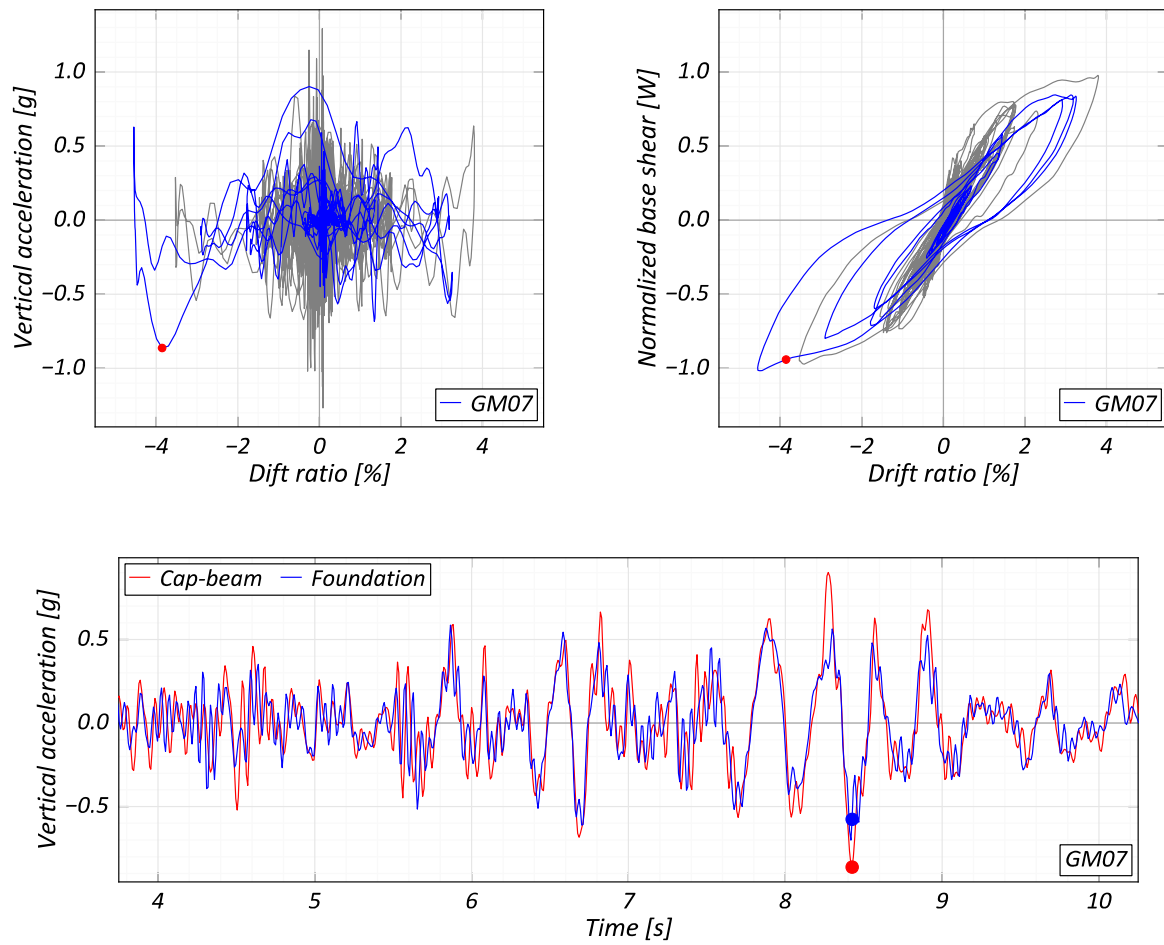 Vertical acceleration [g]
1.0
0.5
0.0
−0.5
−1.0
−4 −2 0 2 4
Dift ratio [%]
GM07
Normalized base shear [W]
1.0
0.5
0.0
−0.5
−1.0
−4 −2 0 2 4
Drift ratio [%]
GM07
Vertical acceleration [g]
Cap-beam Foundation
0.5
0.0
−0.5
GM07
4 5 6 7 8 9 10
Time [s]